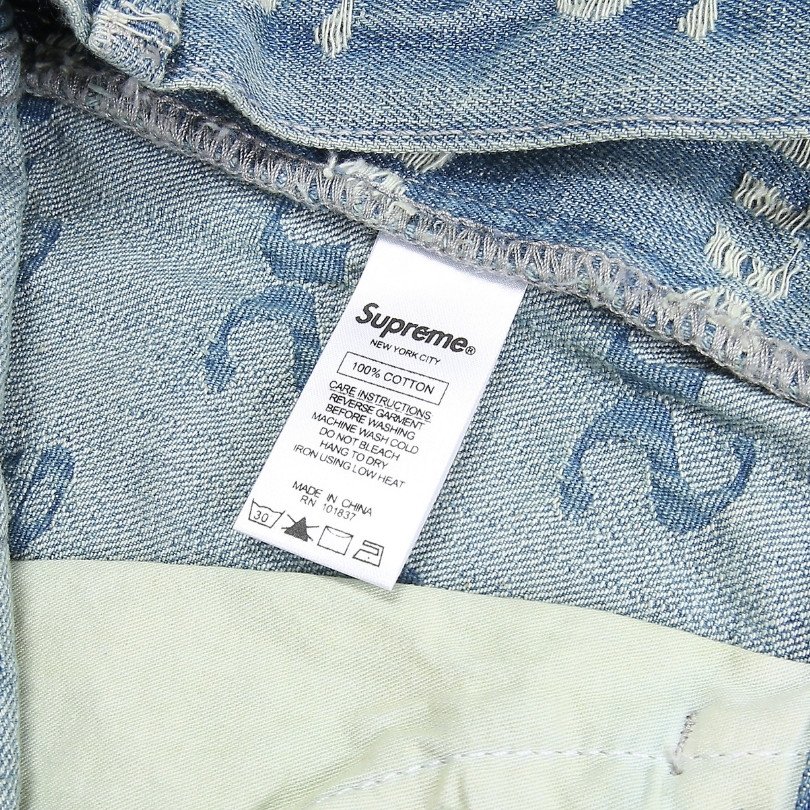 Supreme®
NEW YORK CITY
100% COTTON
CARE INSTRUCTIONS
REVERSE GARMENT
BEFORE WASHING
MACHINE WASH COLD
DO NOT BLEACH
HANG TO DRY
IRON USING LOW HEAT
MADE IN CHINA
RN 101837
30